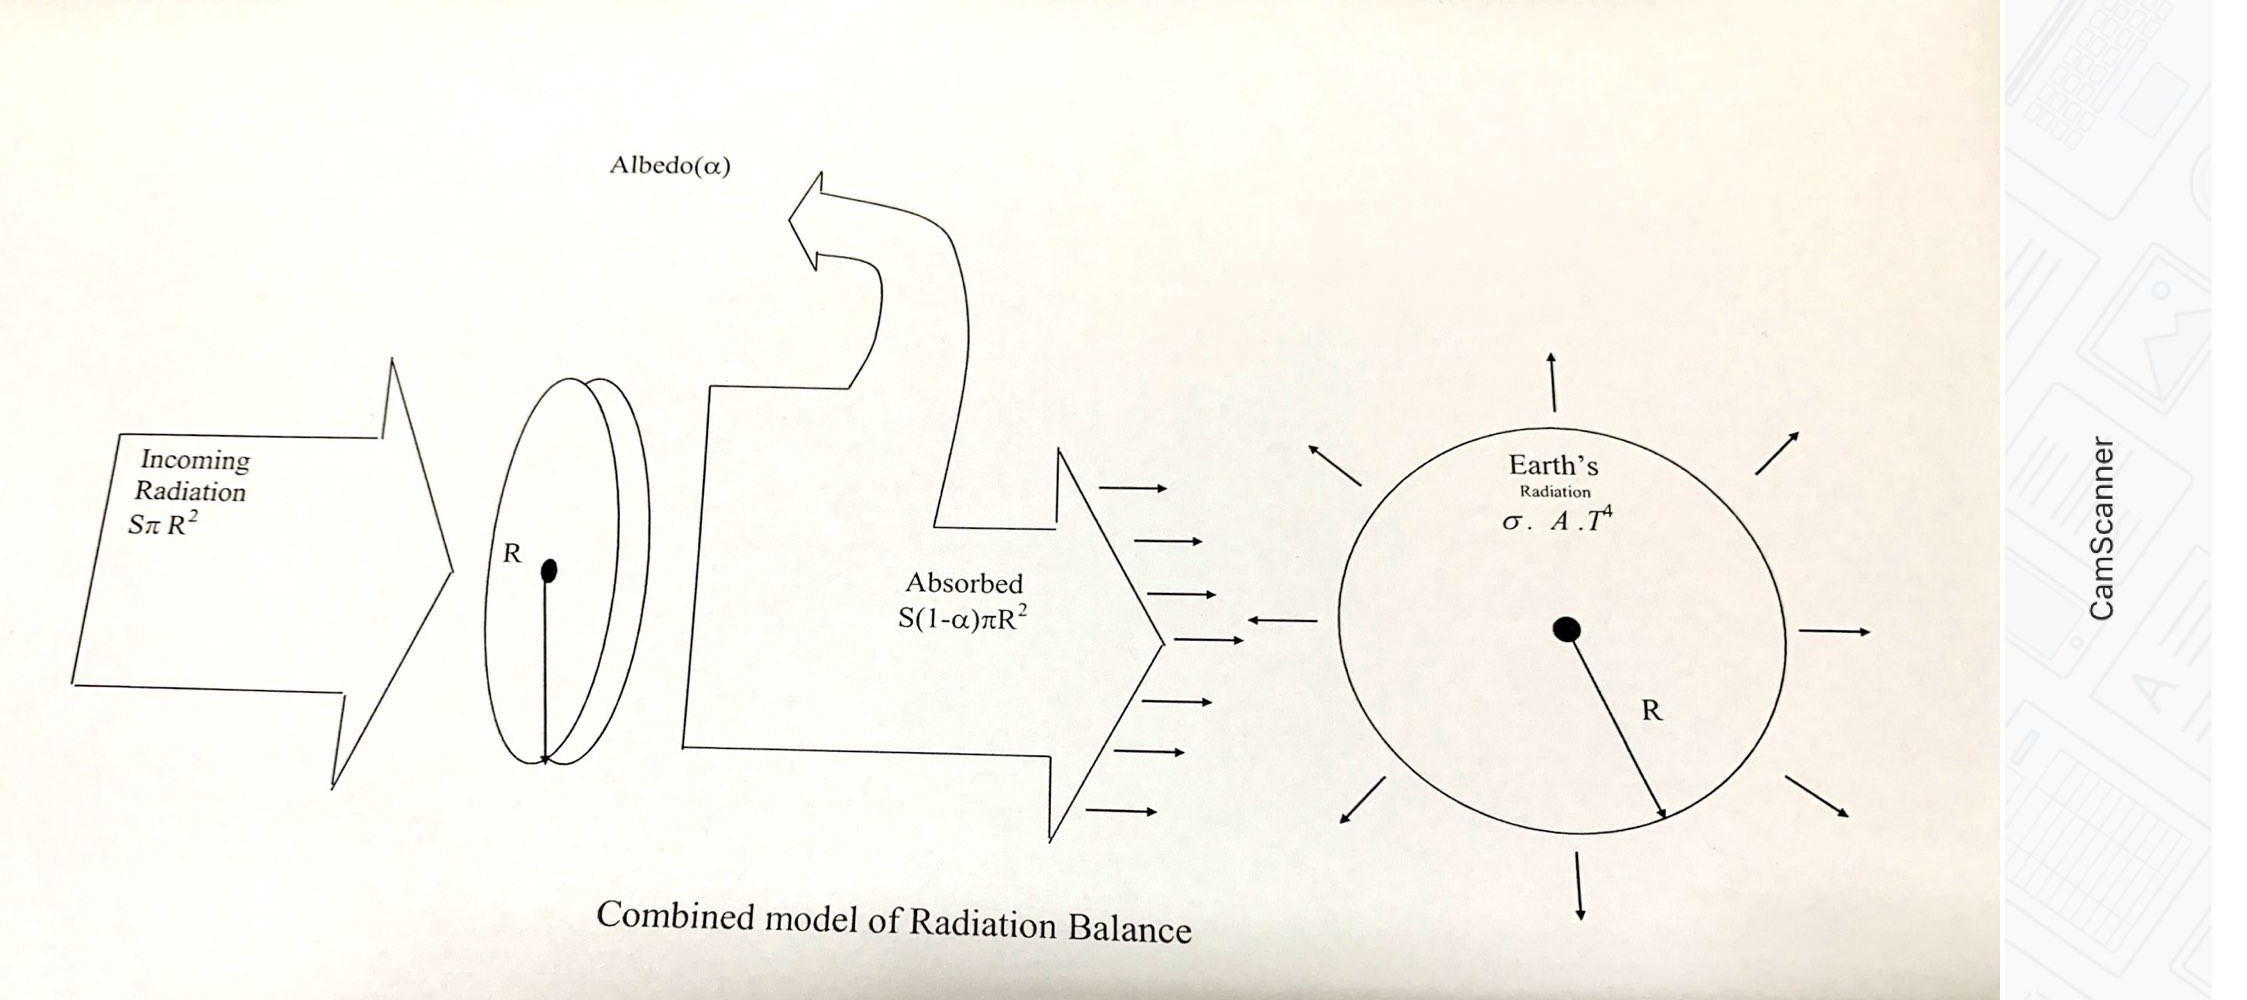 Albedo(α)
Incoming
Radiation
Sπ R²
R
Absorbed
S(1-α)πR²
Earth's
Radiation
σ. A .T⁴
R
Combined model of Radiation Balance
CamScanner